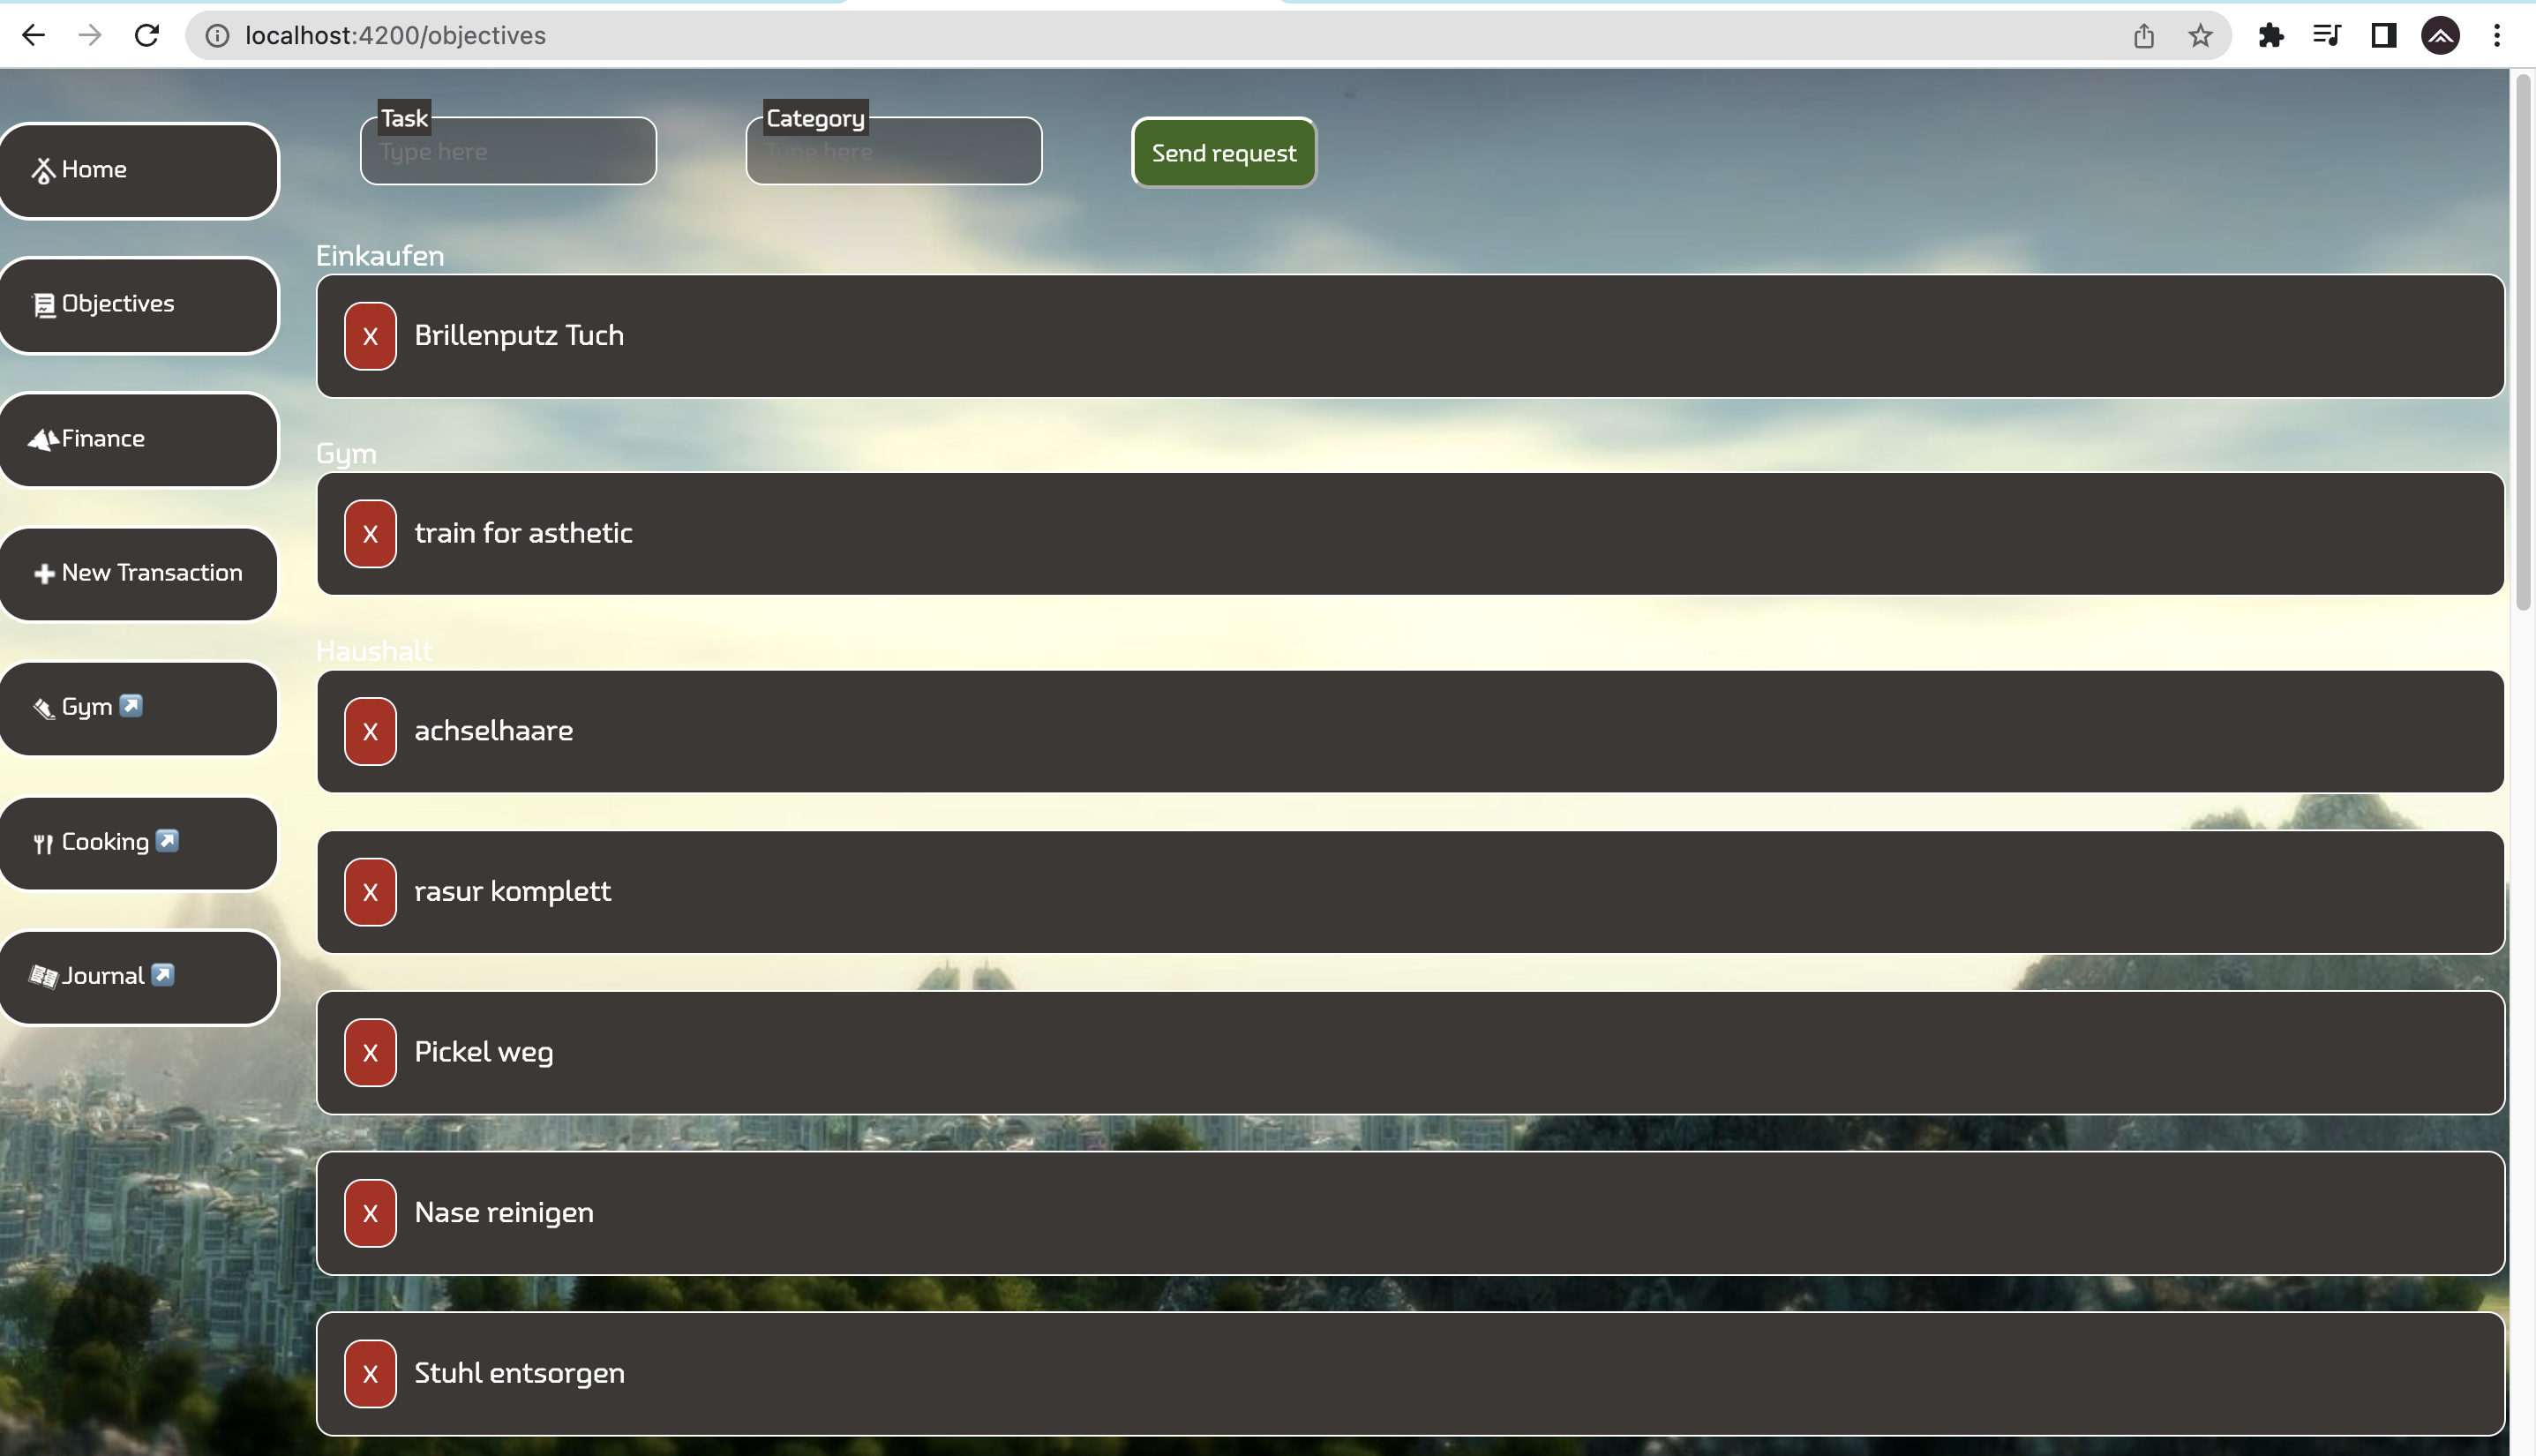 localhost:4200/objectives
Task
Type here
Category
Type here
Send request
Home
Objectives
Finance
New Transaction
Gym
Cooking
Journal
Einkaufen
X Brillenputz Tuch
Gym
X train for asthetic
Haushalt
X achselhaare
X rasur komplett
X Pickel weg
X Nase reinigen
X Stuhl entsorgen